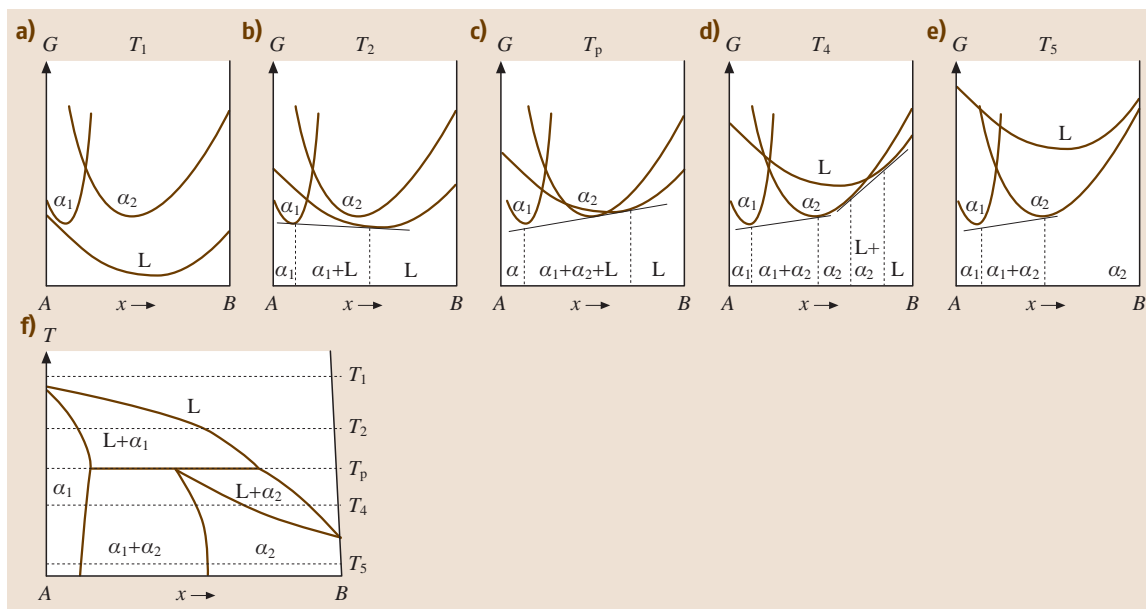 a) G T1
α1
α2
L
A x B
b) G T2
α1
α2
α1 α1+L L
A x B
c) G Tp
α1
α2
α α1+α2+L L
A x B
d) G T4
L
α1
α2
α1 α1+α2 α2 L+ α2 L
A x B
e) G T5
L
α1
α2
α1 α1+α2 α2
A x B
f) T
T1
L
T2
L+α1
Tp
α1
L+α2
T4
α1+α2
α2
T5
A x B